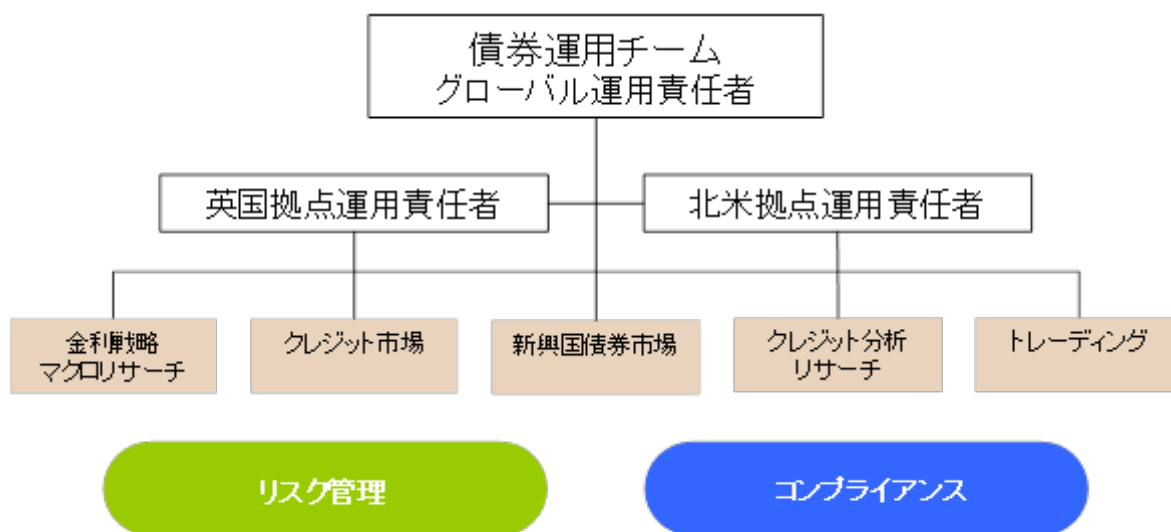 債券運用チーム
グローバル運用責任者
英国拠点運用責任者
北米拠点運用責任者
金利戦略
マクロリサーチ
クレジット市場
新興国債券市場
クレジット分析
リサーチ
トレーディング
リスク管理
コンプライアンス